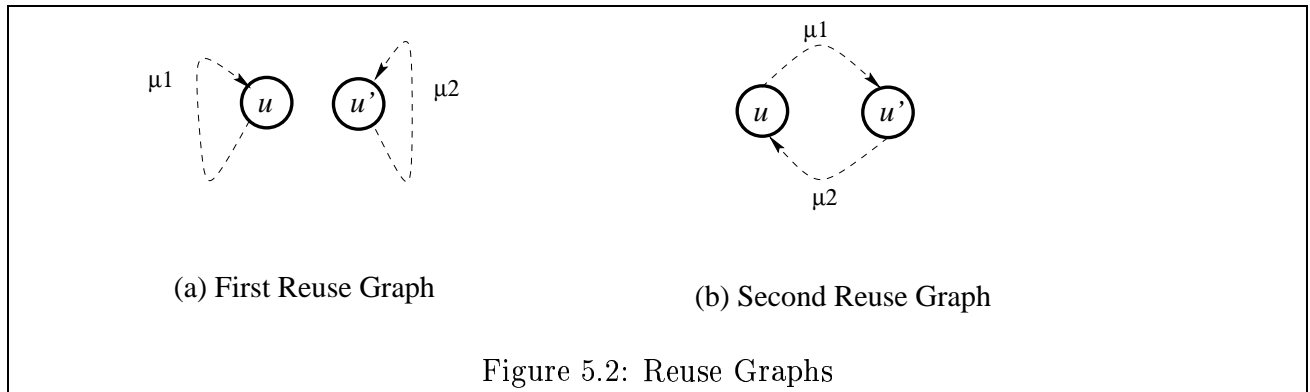 μ1
u
u'
μ2
(a) First Reuse Graph
μ1
u
u'
μ2
(b) Second Reuse Graph
Figure 5.2: Reuse Graphs